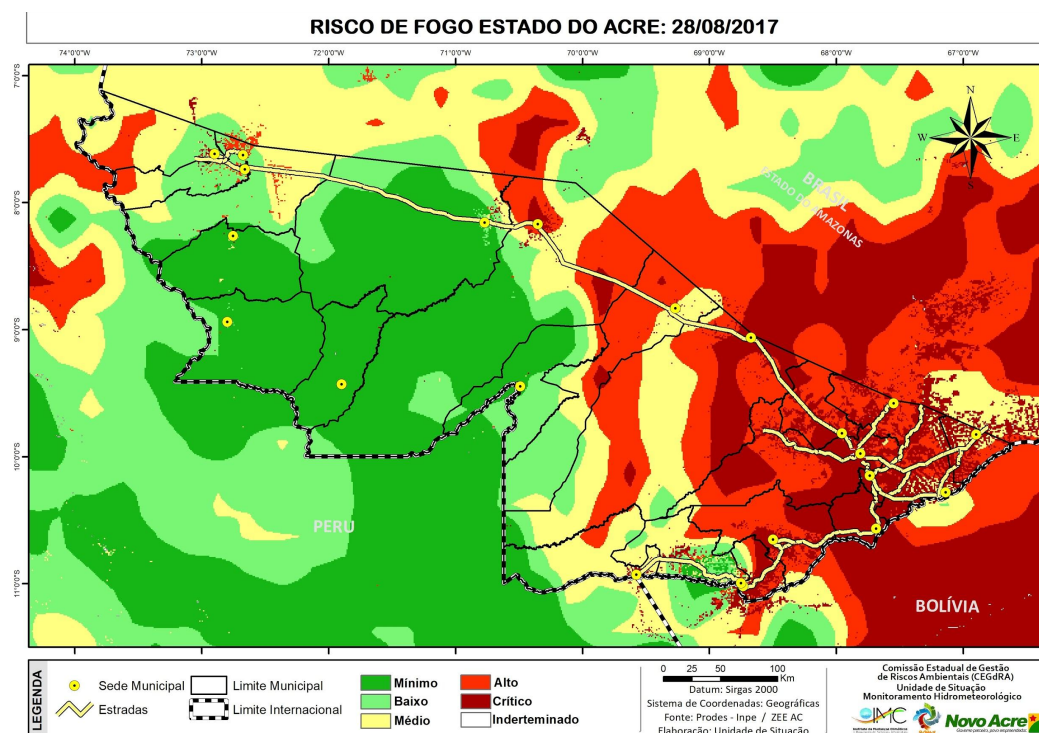 RISCO DE FOGO ESTADO DO ACRE: 28/08/2017
74°0'0"W 73°0'0"W 72°0'0"W 71°0'0"W 70°0'0"W 69°0'0"W 68°0'0"W 67°0'0"W
7°0'0"S
8°0'0"S
9°0'0"S
10°0'0"S
11°0'0"S
N
W E
S
BRASIL
ESTADO DO AMAZONAS
PERU
BOLÍVIA
LEGENDA
Sede Municipal
Estradas
Limite Municipal
Limite Internacional
Mínimo
Baixo
Médio
Alto
Crítico
Inderteminado
0 25 50 100
Km
Datum: Sirgas 2000
Sistema de Coordenadas: Geográficas
Fonte: Prodes - Inpe / ZEE AC
Elaboração: Unidade de Situação
Comissão Estadual de Gestão
de Riscos Ambientais (CEGdRA)
Unidade de Situação
Monitoramento Hidrometeorológico
IMC
Novo Acre